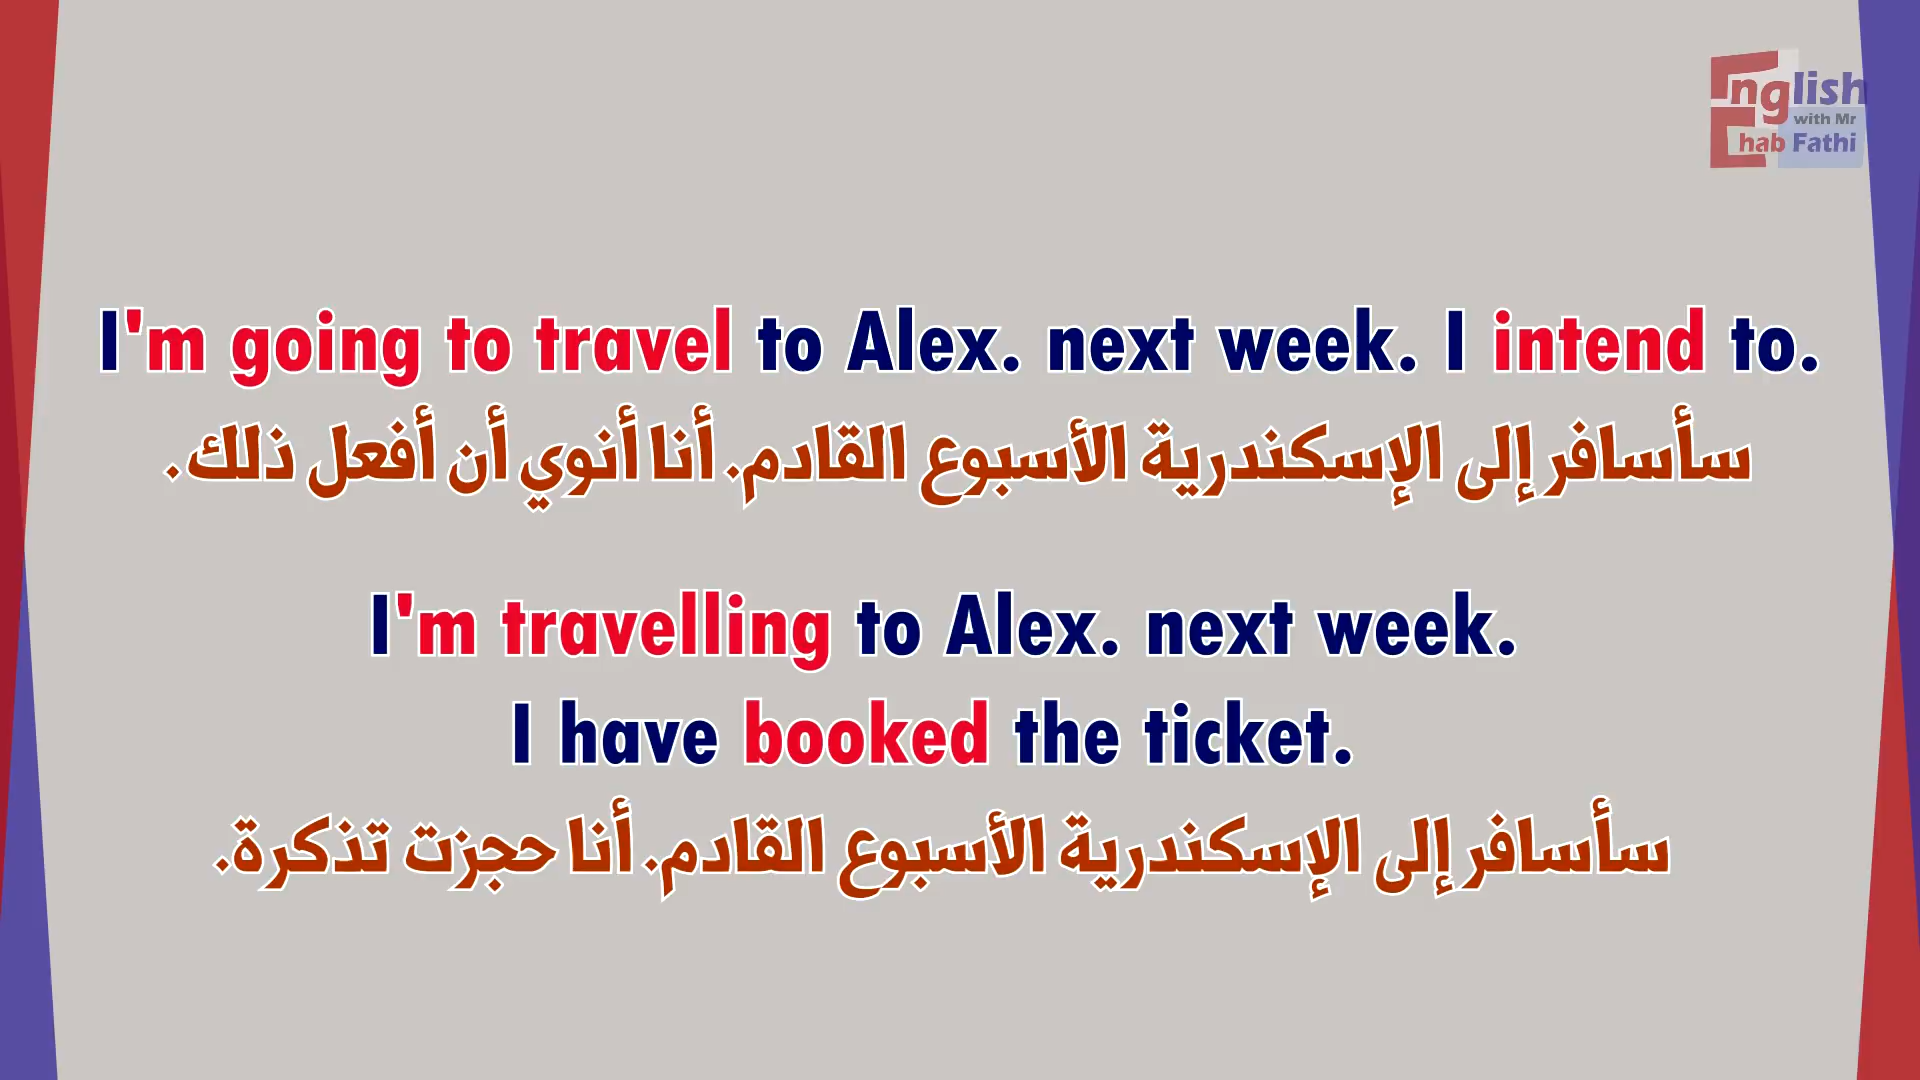 English
with Mr
Ehab Fathi
I'm going to travel to Alex. next week. I intend to.
سأسافر إلى الإسكندرية الأسبوع القادم. أنا أنوي أن أفعل ذلك.
I'm travelling to Alex. next week.
I have booked the ticket.
سأسافر إلى الإسكندرية الأسبوع القادم. أنا حجزت تذكرة.